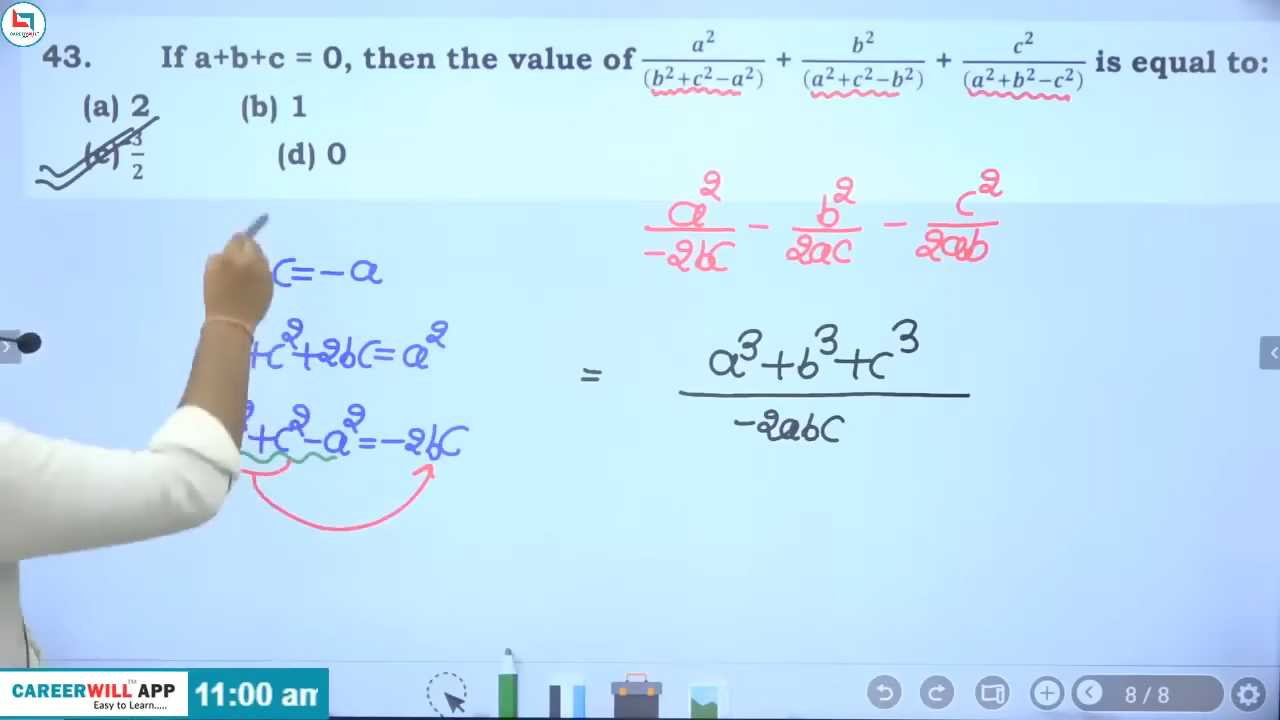 CAREERWILL
43. If a+b+c = 0, then the value of a²/(b²+c²−a²) + b²/(a²+c²−b²) + c²/(a²+b²−c²) is equal to:
(a) 2 (b) 1
(c) 3/2 (d) 0
a²/−2bc − b²/2ac − c²/2ab
c=−a
+c²+2bc=a²
= a³+b³+c³/−2abc
²+c²−a²=−2bc
CAREERWILL™ APP
Easy to Learn.....
11:00 am
8 / 8